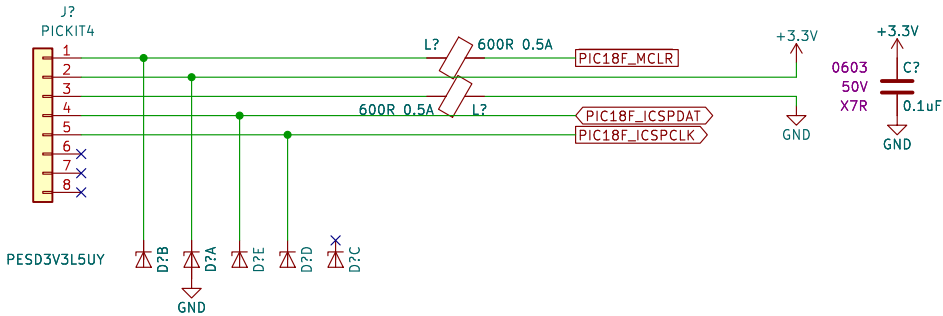 J?
PICKIT4
1
2
3
4
5
6
7
8
L?
600R 0.5A
600R 0.5A
L?
PIC18F_MCLR
PIC18F_ICSPDAT
PIC18F_ICSPCLK
+3.3V
GND
+3.3V
0603
50V
X7R
C?
0.1uF
GND
PESD3V3L5UY
D?B
D?A
D?E
D?D
D?C
GND